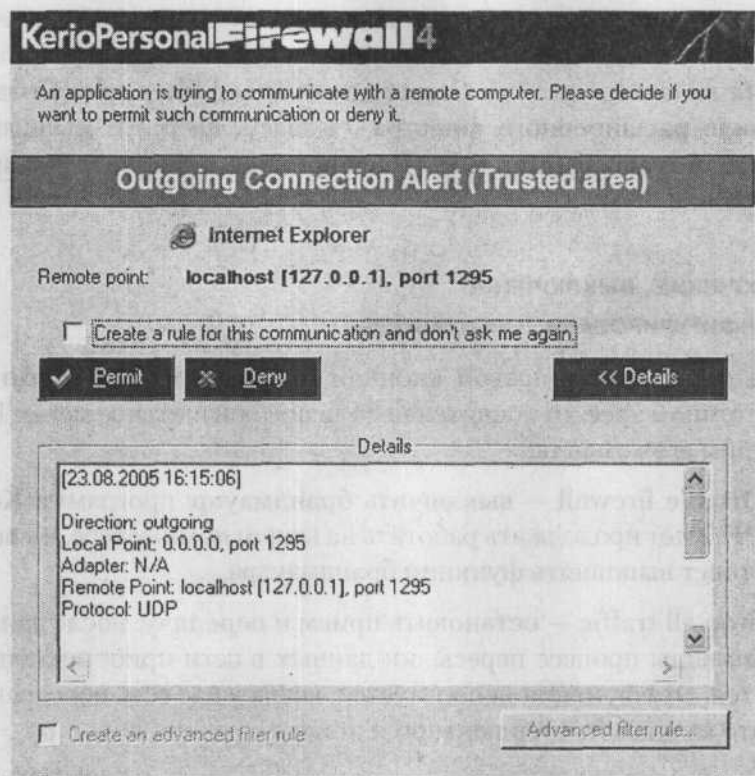 KerioPersonal Firewall 4
An application is trying to communicate with a remote computer. Please decide if you
want to permit such communication or deny it.
Outgoing Connection Alert (Trusted area)
Internet Explorer
Remote point: localhost [127.0.0.1], port 1295
Create a rule for this communication and don't ask me again.
Permit Deny << Details
Details
[23.08.2005 16:15:06]
Direction: outgoing
Local Point: 0.0.0.0, port 1295
Adapter: N/A
Remote Point: localhost [127.0.0.1], port 1295
Protocol: UDP
Create an advanced filter rule Advanced filter rule...